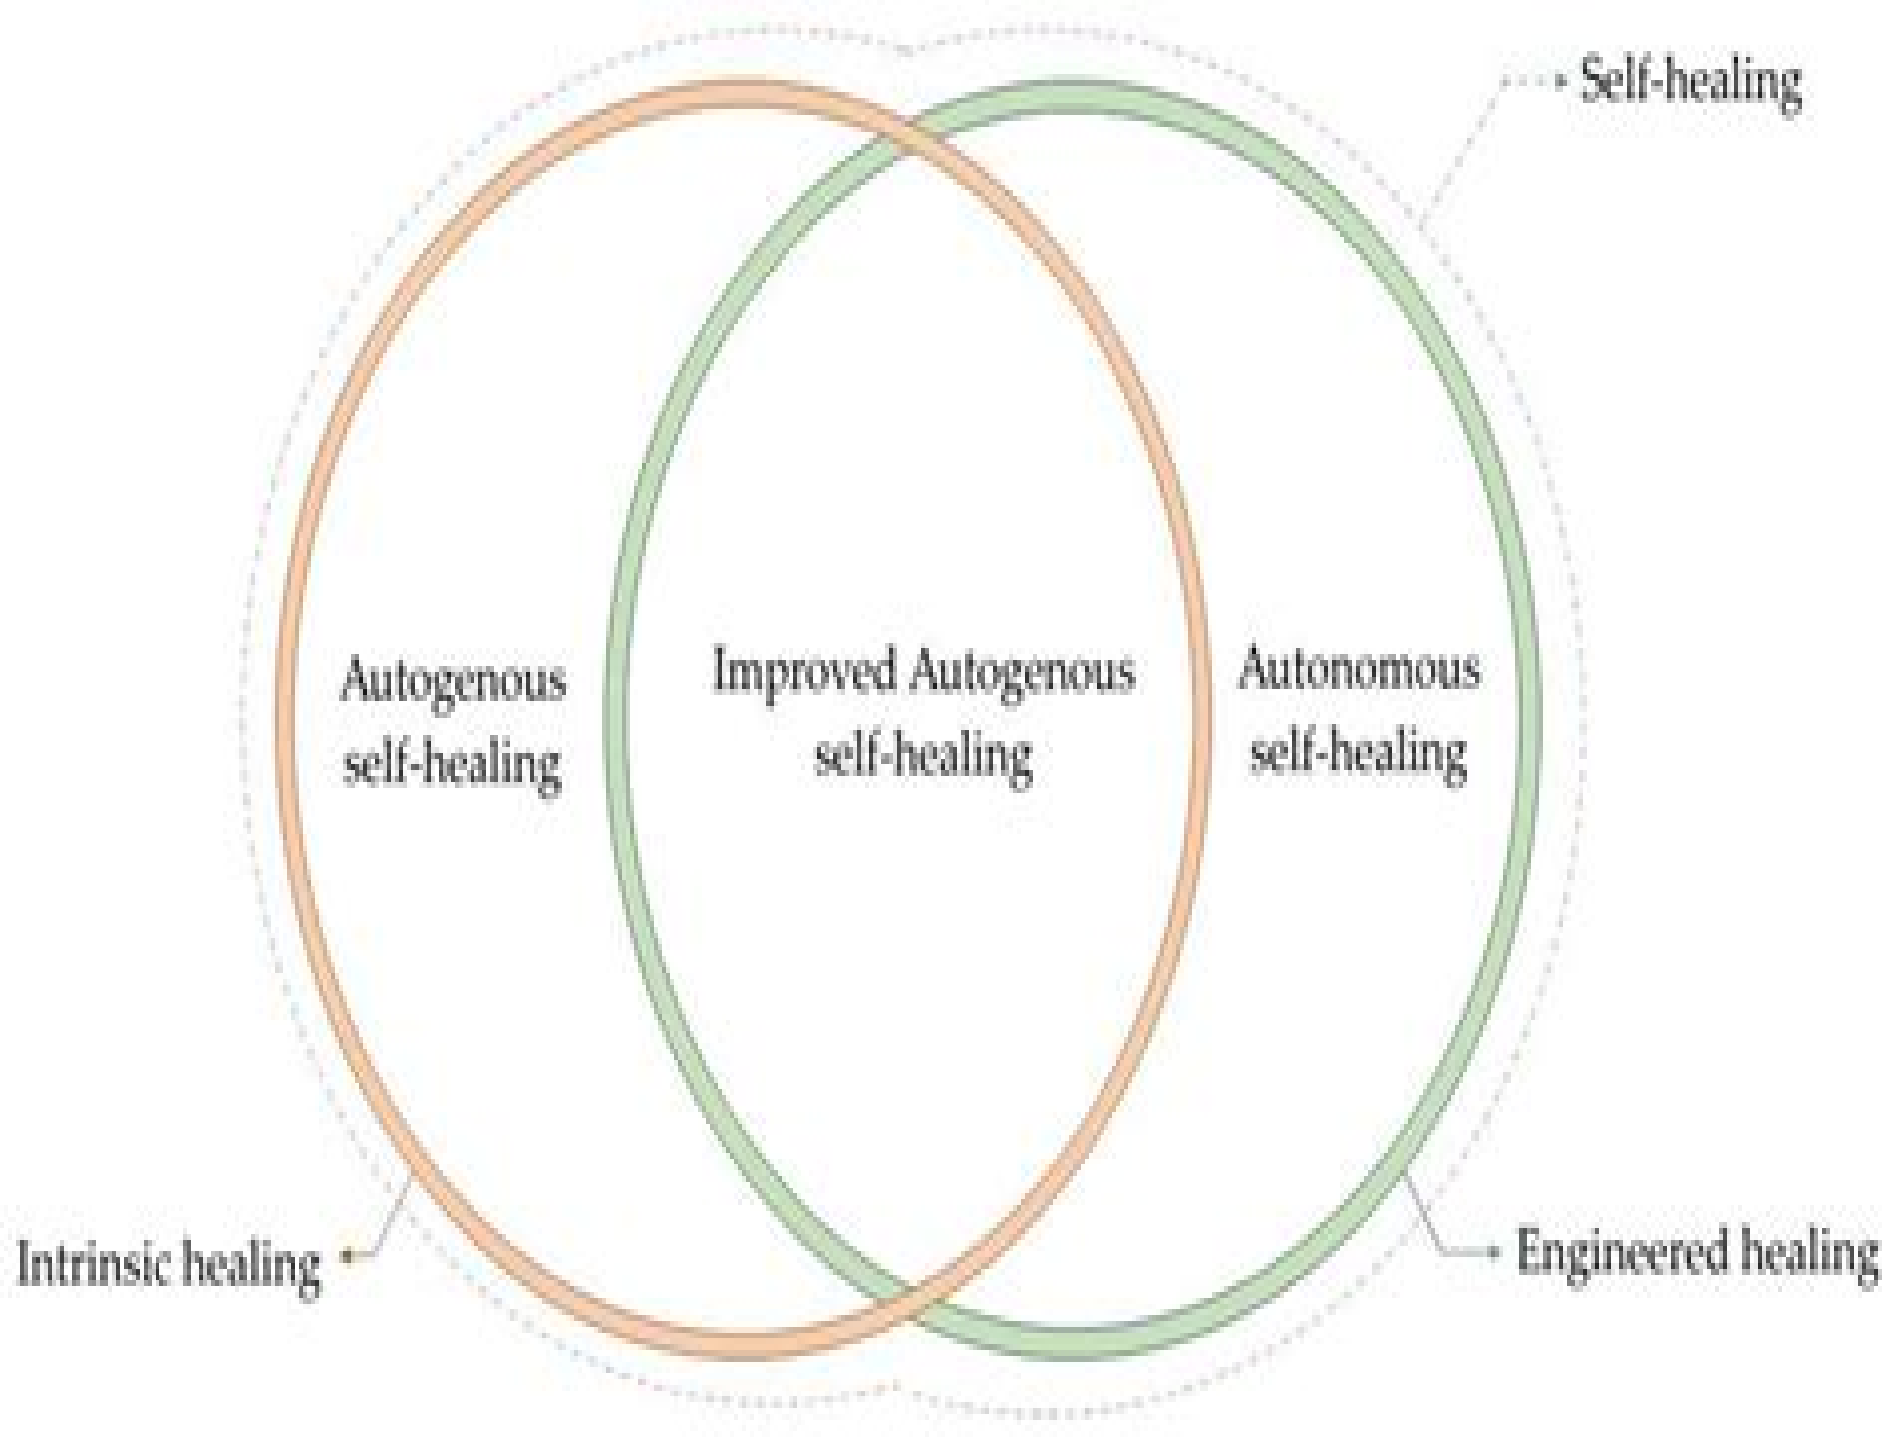 Self-healing
Autogenous
self-healing
Improved Autogenous
self-healing
Autonomous
self-healing
Intrinsic healing
Engineered healing